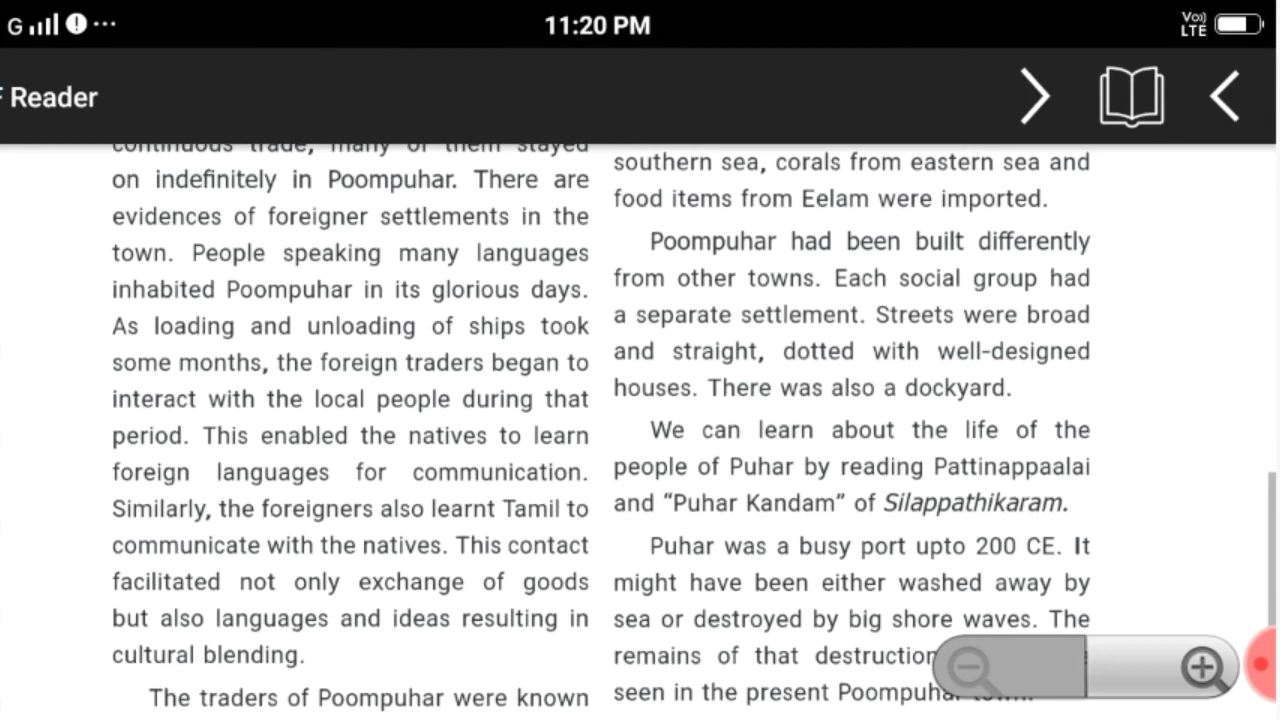 G
11:20 PM
Vo))
LTE
Reader
continuous trade, many of them stayed
on indefinitely in Poompuhar. There are
evidences of foreigner settlements in the
town. People speaking many languages
inhabited Poompuhar in its glorious days.
As loading and unloading of ships took
some months, the foreign traders began to
interact with the local people during that
period. This enabled the natives to learn
foreign languages for communication.
Similarly, the foreigners also learnt Tamil to
communicate with the natives. This contact
facilitated not only exchange of goods
but also languages and ideas resulting in
cultural blending.
The traders of Poompuhar were known
southern sea, corals from eastern sea and
food items from Eelam were imported.
Poompuhar had been built differently
from other towns. Each social group had
a separate settlement. Streets were broad
and straight, dotted with well-designed
houses. There was also a dockyard.
We can learn about the life of the
people of Puhar by reading Pattinappaalai
and “Puhar Kandam” of Silappathikaram.
Puhar was a busy port upto 200 CE. It
might have been either washed away by
sea or destroyed by big shore waves. The
remains of that destruction
seen in the present Poompuhar town.